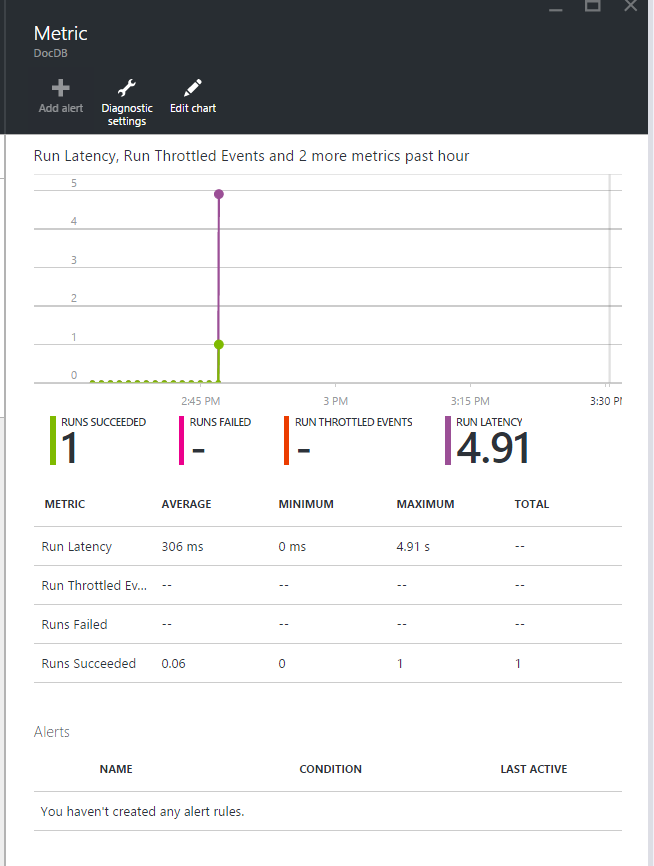 Metric
DocDB
Add alert
Diagnostic settings
Edit chart
Run Latency, Run Throttled Events and 2 more metrics past hour
5
4
3
2
1
0
2:45 PM
3 PM
3:15 PM
3:30 PM
RUNS SUCCEEDED
1
RUNS FAILED
-
RUN THROTTLED EVENTS
-
RUN LATENCY
4.91
METRIC AVERAGE MINIMUM MAXIMUM TOTAL
Run Latency 306 ms 0 ms 4.91 s --
Run Throttled Ev... -- -- -- --
Runs Failed -- -- -- --
Runs Succeeded 0.06 0 1 1
Alerts
NAME CONDITION LAST ACTIVE
You haven't created any alert rules.